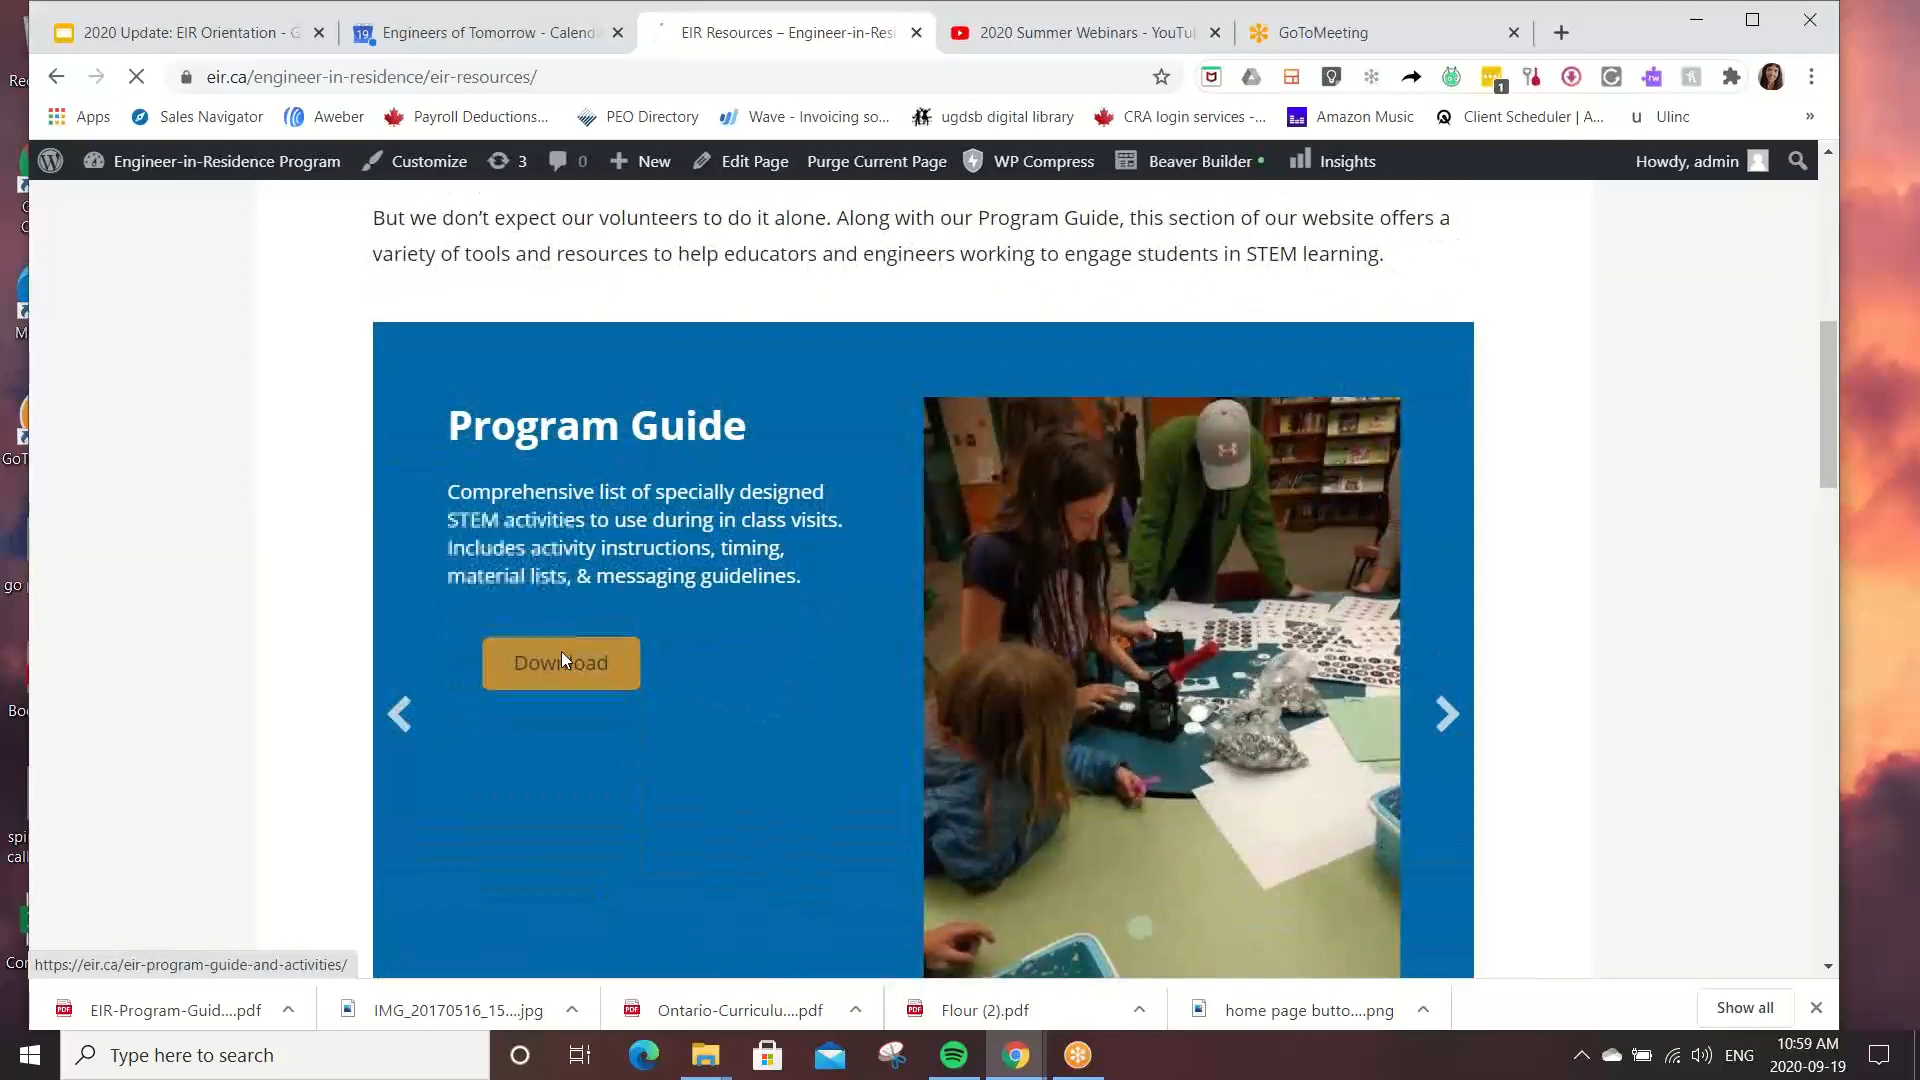 2020 Update: EIR Orientation - G
Engineers of Tomorrow - Calenda
EIR Resources – Engineer-in-Resi
2020 Summer Webinars - YouTu
GoToMeeting
eir.ca/engineer-in-residence/eir-resources/
1
Apps
Sales Navigator
Aweber
Payroll Deductions...
PEO Directory
Wave - Invoicing so...
ugdsb digital library
CRA login services -...
Amazon Music
Client Scheduler | A...
Ulinc
Engineer-in-Residence Program
Customize
3
0
New
Edit Page
Purge Current Page
WP Compress
Beaver Builder
Insights
Howdy, admin
But we don’t expect our volunteers to do it alone. Along with our Program Guide, this section of our website offers a
variety of tools and resources to help educators and engineers working to engage students in STEM learning.
Program Guide
Comprehensive list of specially designed
STEM activities to use during in class visits.
Includes activity instructions, timing,
material lists, & messaging guidelines.
Download
https://eir.ca/eir-program-guide-and-activities/
EIR-Program-Guid....pdf
IMG_20170516_15....jpg
Ontario-Curriculu....pdf
Flour (2).pdf
home page butto....png
Show all
Type here to search
ENG
10:59 AM
2020-09-19